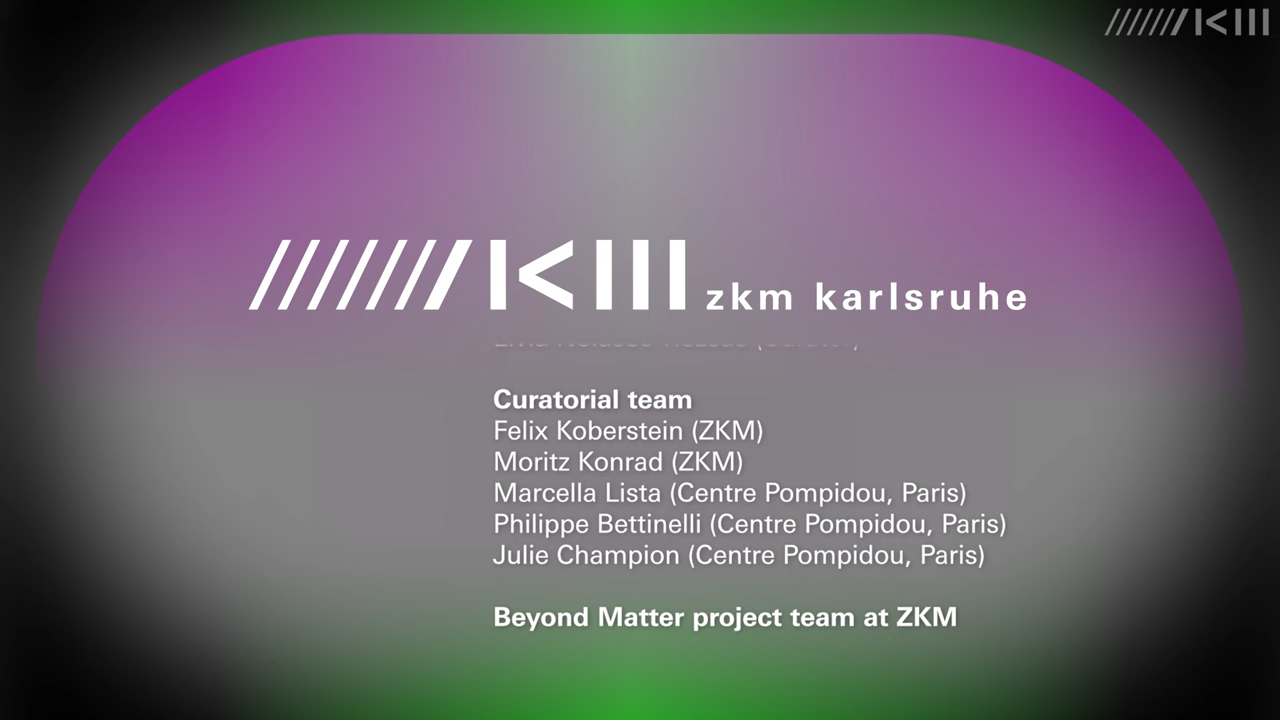 zkm karlsruhe
Curatorial team
Felix Koberstein (ZKM)
Moritz Konrad (ZKM)
Marcella Lista (Centre Pompidou, Paris)
Philippe Bettinelli (Centre Pompidou, Paris)
Julie Champion (Centre Pompidou, Paris)
Beyond Matter project team at ZKM